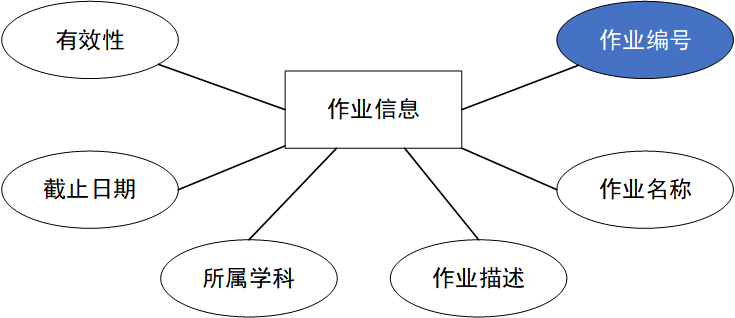 有效性
作业编号
作业信息
截止日期
作业名称
所属学科
作业描述